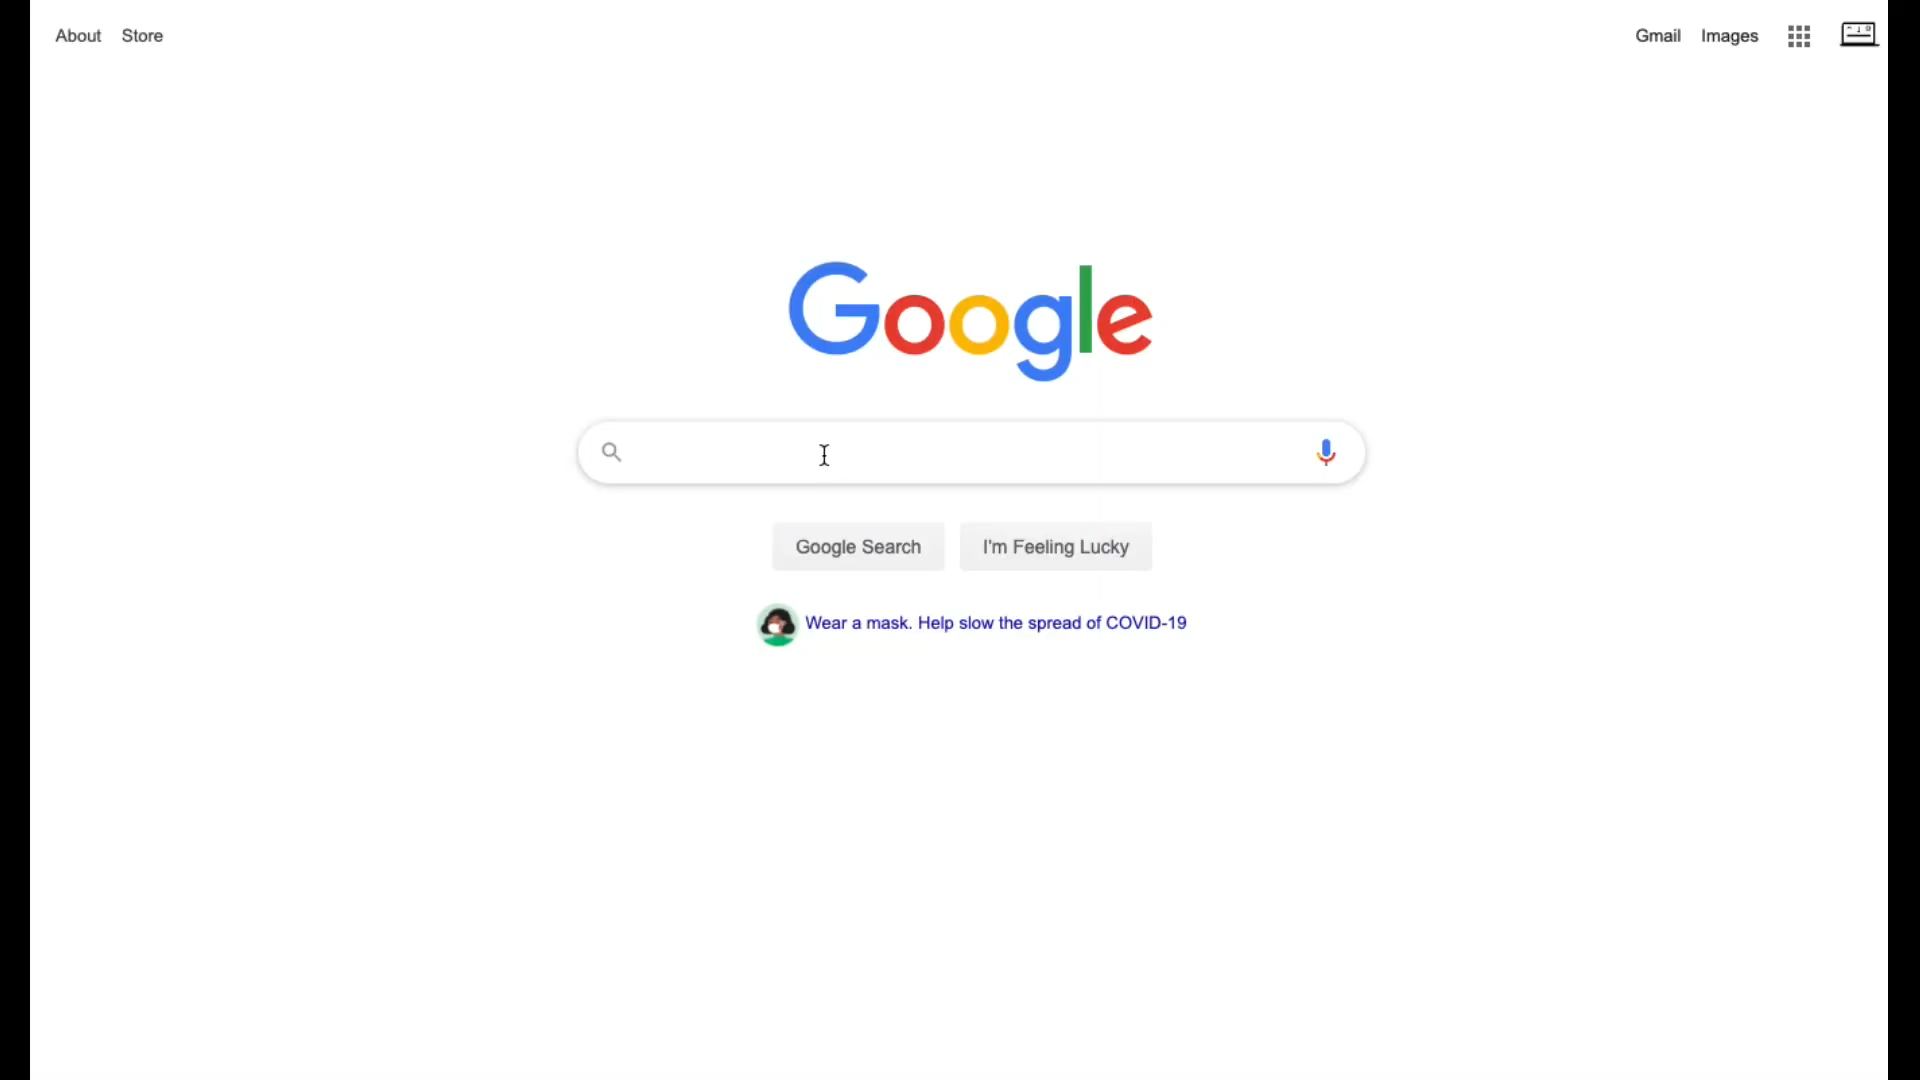 About Store
Gmail Images
Google
Google Search I'm Feeling Lucky
Wear a mask. Help slow the spread of COVID-19